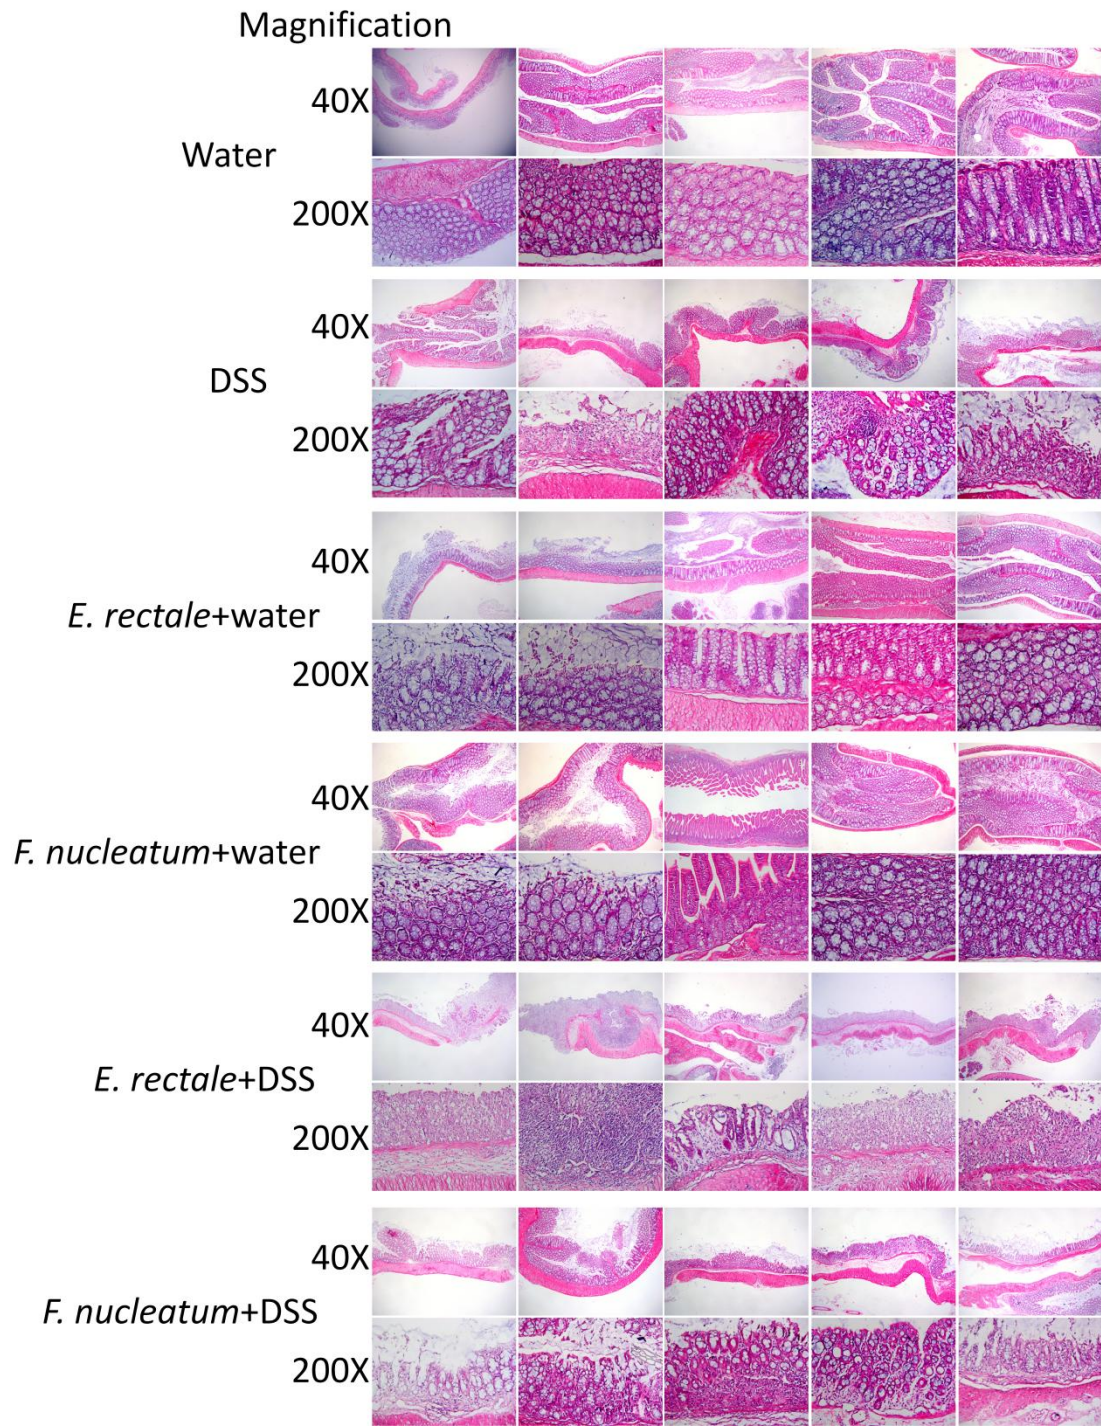 Magnification
40X
Water
200X
40X
DSS
200X
40X
E. rectale+water
200X
40X
F. nucleatum+water
200X
40X
E. rectale+DSS
200X
40X
F. nucleatum+DSS
200X